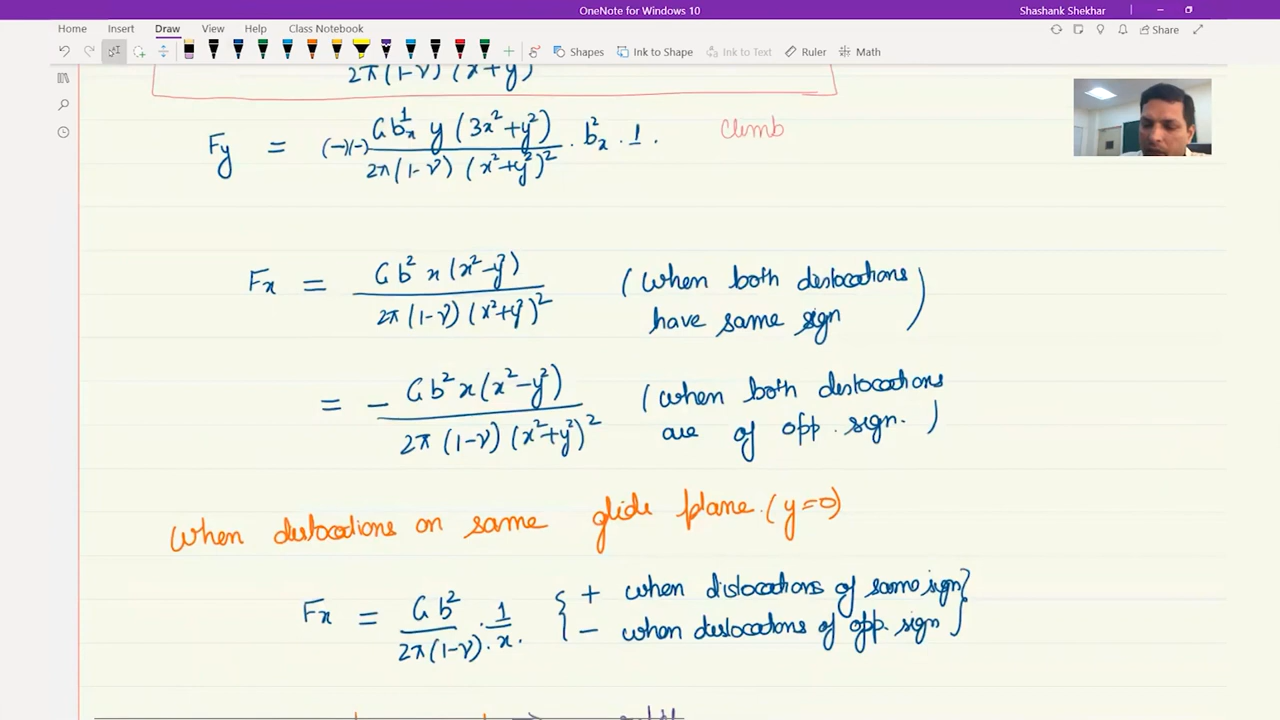 OneNote for Windows 10
Shashank Shekhar
Home Insert Draw View Help Class Notebook
Share
Shapes Ink to Shape Ink to Text Ruler Math
2π(1-ν) (x+y)
Fy = (-)(-) Gb¹x y (3x²+y²) / 2π(1-ν) (x²+y²)² · b²x · 1. Climb
Fx = Gb² x (x²-y²) / 2π(1-ν) (x²+y²)² (When both dislocations
have same sign)
= - Gb² x (x²-y²) / 2π(1-ν) (x²+y²)² (when both dislocations
are of opp. sign.)
When dislocations on same glide plane. (y=0)
Fx = Gb² / 2π(1-ν) · 1/x. { + when dislocations of same sign }
{ - when dislocations of opp. sign }